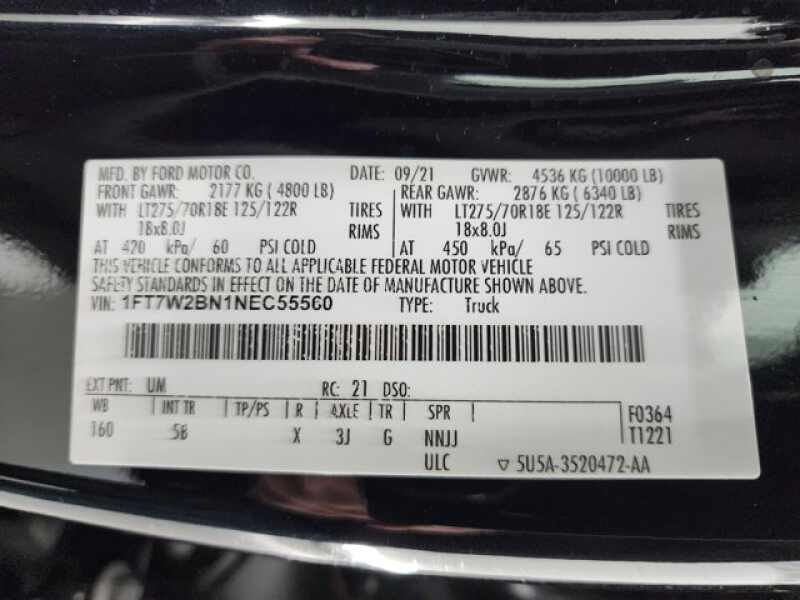 MFD. BY FORD MOTOR CO. DATE: 09/21 GVWR: 4536 KG (10000 LB)
FRONT GAWR: 2177 KG (4800 LB) REAR GAWR: 2876 KG (6340 LB)
WITH LT275/70R18E 125/122R TIRES WITH LT275/70R18E 125/122R TIRES
18x8.0J RIMS 18x8.0J RIMS
AT 420 kPa/ 60 PSI COLD AT 450 kPa/ 65 PSI COLD
THIS VEHICLE CONFORMS TO ALL APPLICABLE FEDERAL MOTOR VEHICLE
SAFETY STANDARDS IN EFFECT ON THE DATE OF MANUFACTURE SHOWN ABOVE.
VIN: 1FT7W2BN1NEC55560 TYPE: Truck
EXT PNT: UM RC: 21 DSO:
WB INT TR TP/PS R AXLE TR SPR F0364
160 5B X 3J G NNJJ T1221
ULC 5U5A-3520472-AA